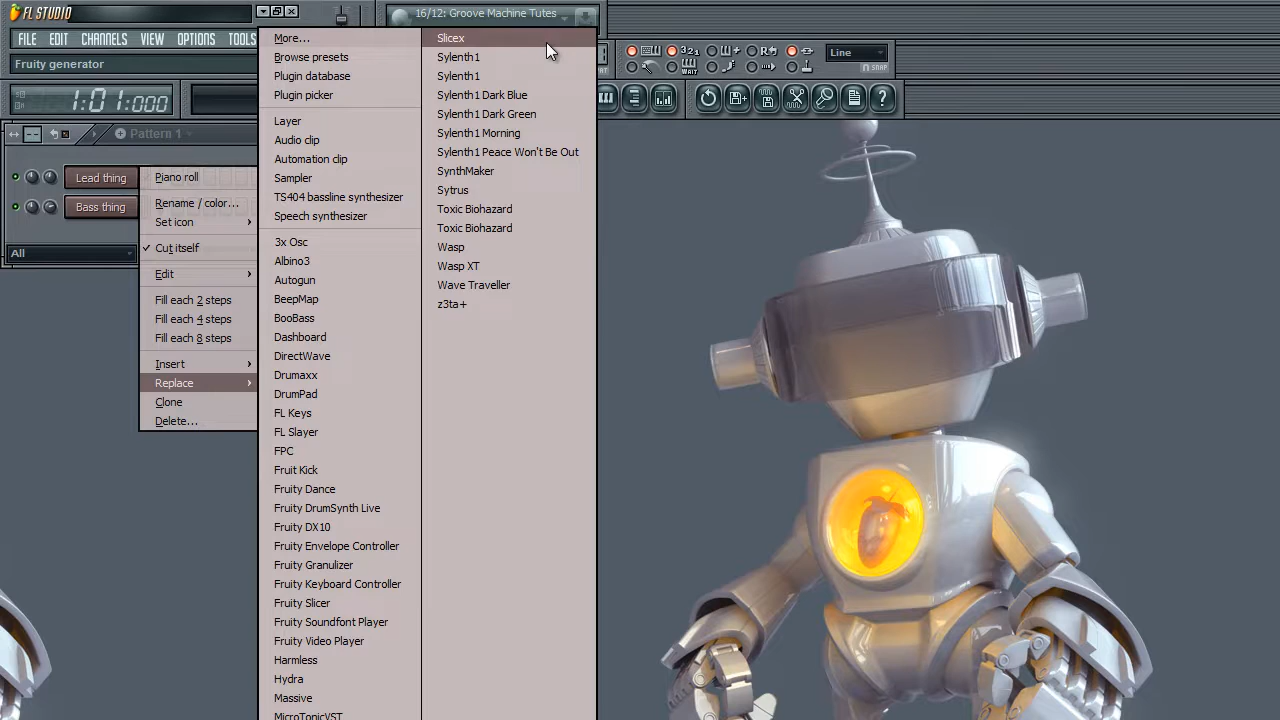 FL STUDIO
16/12: Groove Machine Tutes
FILE EDIT CHANNELS VIEW OPTIONS TOOLS
Fruity generator
321
Line
WAIT
SNAP
1:01:000
?
Pattern 1
Lead thing
Bass thing
All
Piano roll
Rename / color...
Set icon
Cut itself
Edit
Fill each 2 steps
Fill each 4 steps
Fill each 8 steps
Insert
Replace
Clone
Delete...
More...
Browse presets
Plugin database
Plugin picker
Layer
Audio clip
Automation clip
Sampler
TS404 bassline synthesizer
Speech synthesizer
3x Osc
Albino3
Autogun
BeepMap
BooBass
Dashboard
DirectWave
Drumaxx
DrumPad
FL Keys
FL Slayer
FPC
Fruit Kick
Fruity Dance
Fruity DrumSynth Live
Fruity DX10
Fruity Envelope Controller
Fruity Granulizer
Fruity Keyboard Controller
Fruity Slicer
Fruity Soundfont Player
Fruity Video Player
Harmless
Hydra
Massive
MicroTonicVST
Slicex
Sylenth1
Sylenth1
Sylenth1 Dark Blue
Sylenth1 Dark Green
Sylenth1 Morning
Sylenth1 Peace Won't Be Out
SynthMaker
Sytrus
Toxic Biohazard
Toxic Biohazard
Wasp
Wasp XT
Wave Traveller
z3ta+